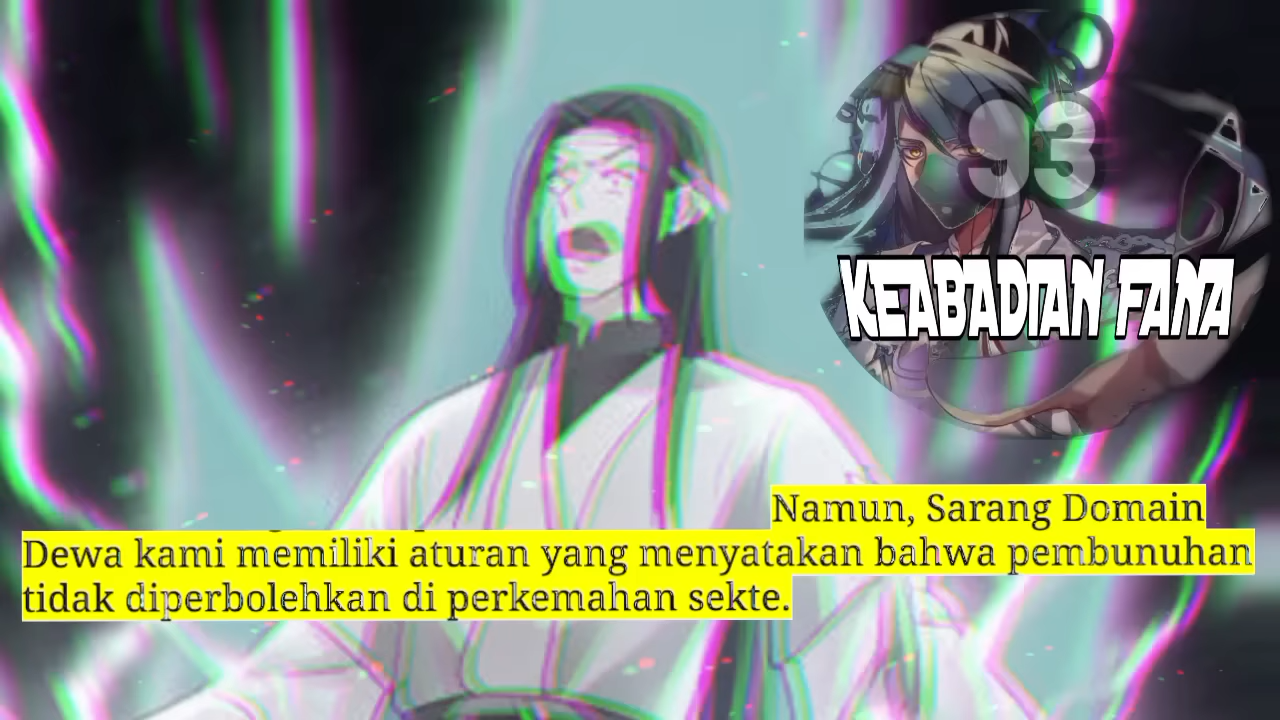 93
KEABADIAN FANA
Namun, Sarang Domain
Dewa kami memiliki aturan yang menyatakan bahwa pembunuhan
tidak diperbolehkan di perkemahan sekte.